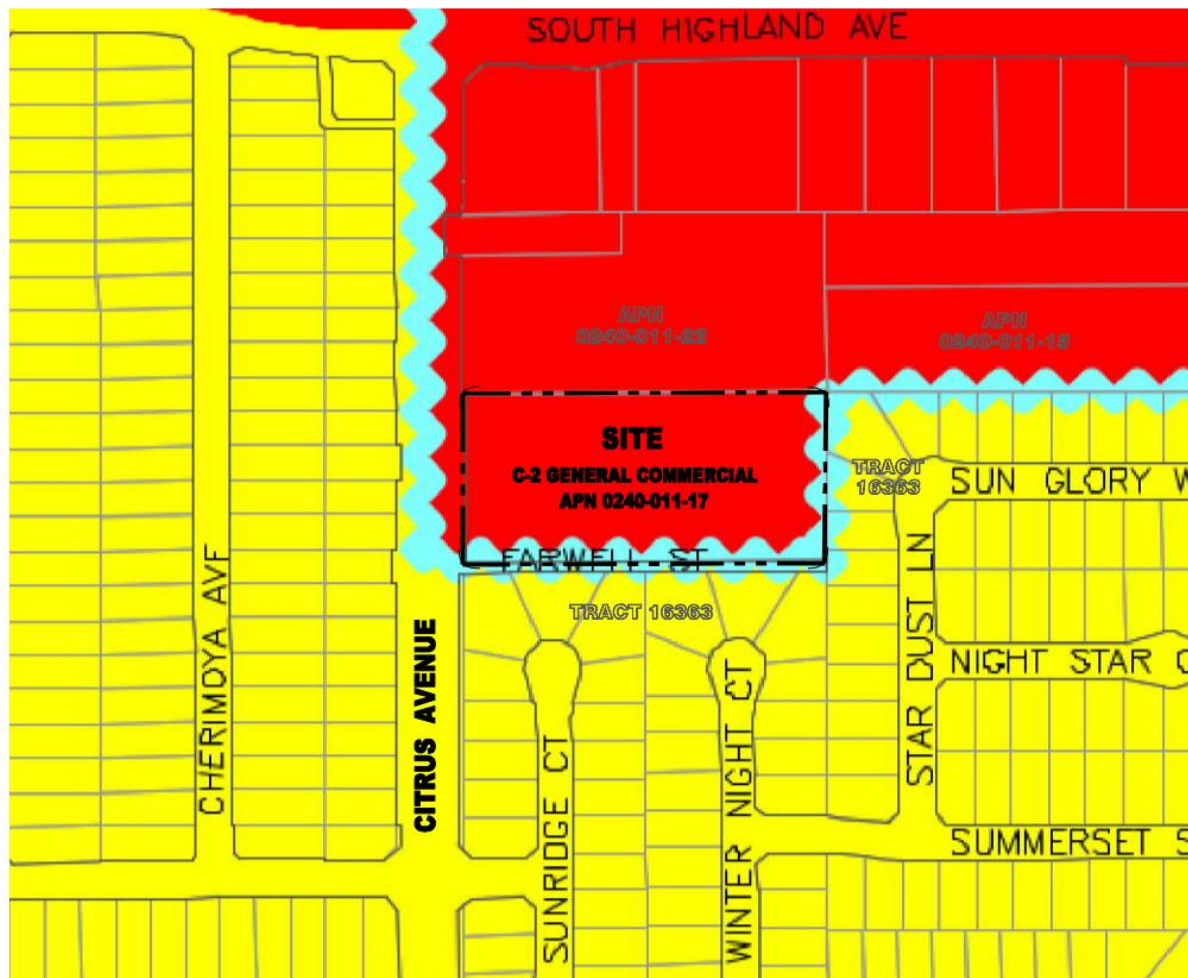 SOUTH HIGHLAND AVE
APN
0240-011-22
APN
0240-011-15
SITE
C-2 GENERAL COMMERCIAL
APN 0240-011-17
TRACT
16363
SUN GLORY W
FARWELL ST
TRACT 16363
CHERIMOYA AVE
CITRUS AVENUE
SUNRIDGE CT
WINTER NIGHT CT
STAR DUST LN
NIGHT STAR C
SUMMERSET S